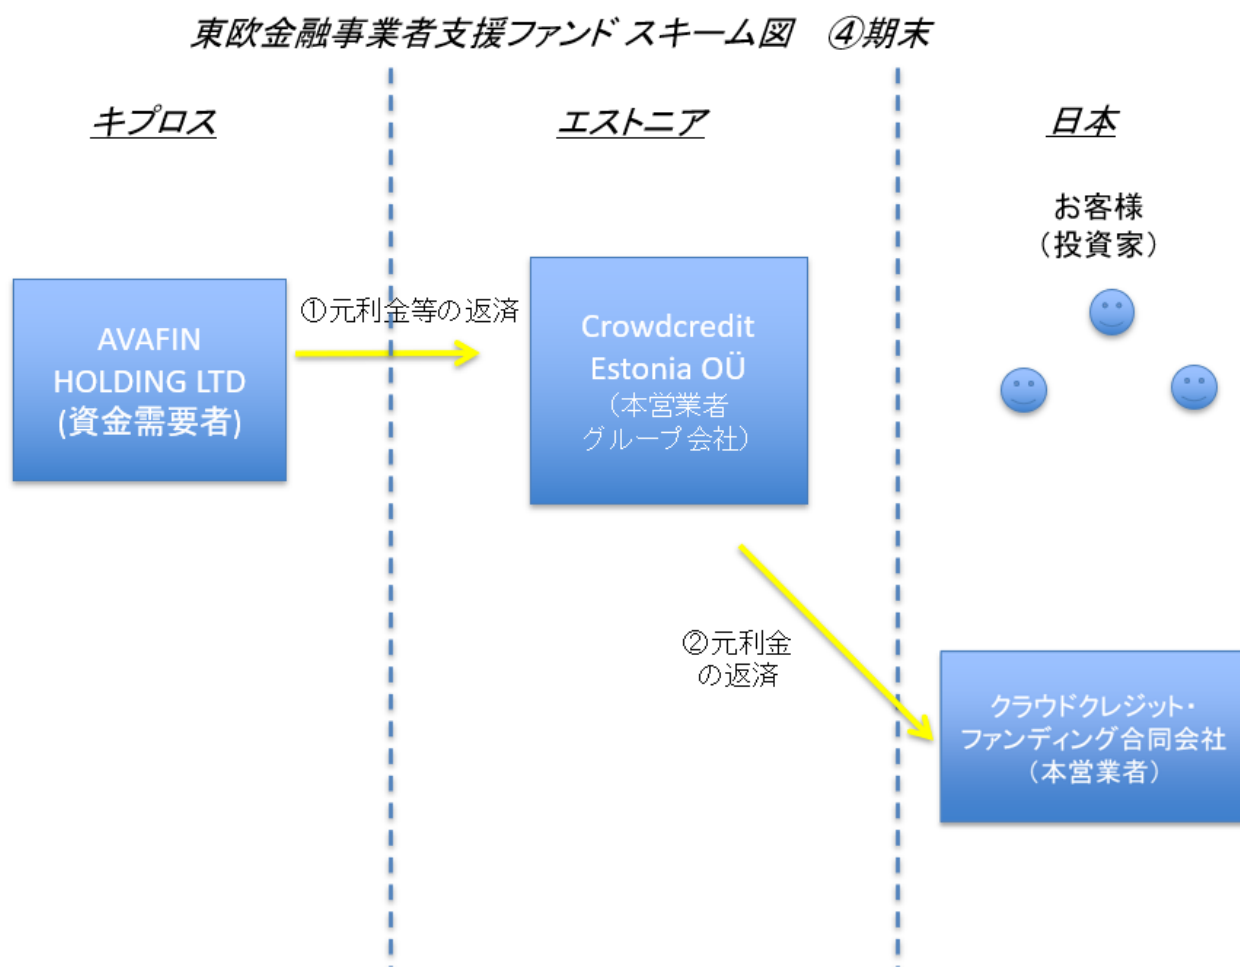 東欧金融事業者支援ファンド スキーム図　④期末
キプロス
エストニア
日本
お客様
（投資家）
AVAFIN
HOLDING LTD
(資金需要者)
①元利金等の返済
Crowdcredit
Estonia OÜ
（本営業者
グループ会社）
②元利金
の返済
クラウドクレジット・
ファンディング合同会社
（本営業者）